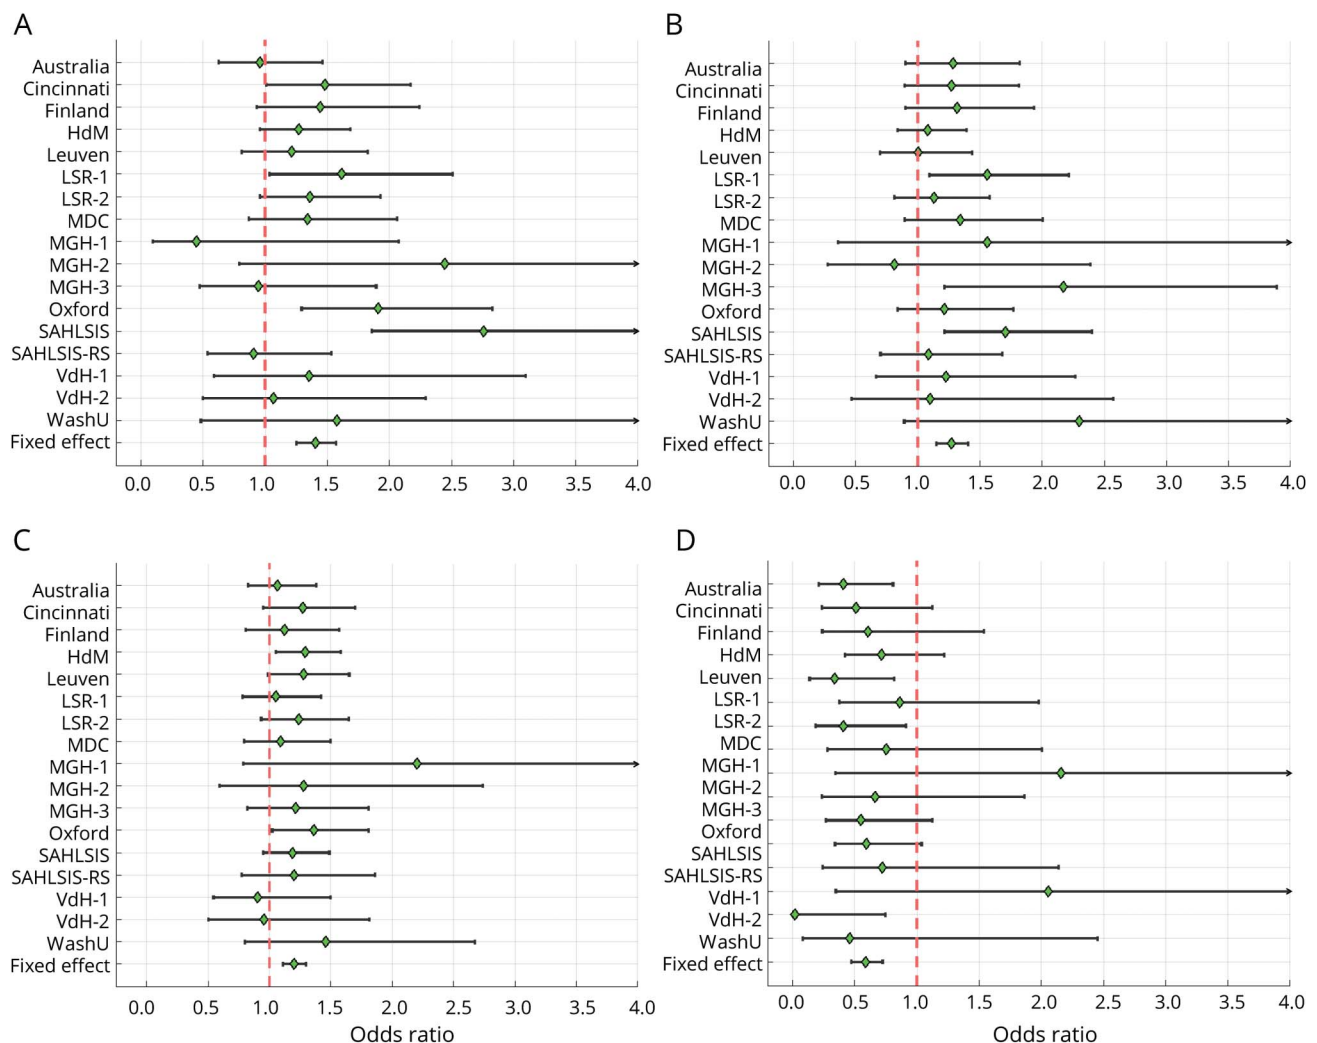 A
Australia
Cincinnati
Finland
HdM
Leuven
LSR-1
LSR-2
MDC
MGH-1
MGH-2
MGH-3
Oxford
SAHLSIS
SAHLSIS-RS
VdH-1
VdH-2
WashU
Fixed effect
0.0 0.5 1.0 1.5 2.0 2.5 3.0 3.5 4.0
B
Australia
Cincinnati
Finland
HdM
Leuven
LSR-1
LSR-2
MDC
MGH-1
MGH-2
MGH-3
Oxford
SAHLSIS
SAHLSIS-RS
VdH-1
VdH-2
WashU
Fixed effect
0.0 0.5 1.0 1.5 2.0 2.5 3.0 3.5 4.0
C
Australia
Cincinnati
Finland
HdM
Leuven
LSR-1
LSR-2
MDC
MGH-1
MGH-2
MGH-3
Oxford
SAHLSIS
SAHLSIS-RS
VdH-1
VdH-2
WashU
Fixed effect
0.0 0.5 1.0 1.5 2.0 2.5 3.0 3.5 4.0
Odds ratio
D
Australia
Cincinnati
Finland
HdM
Leuven
LSR-1
LSR-2
MDC
MGH-1
MGH-2
MGH-3
Oxford
SAHLSIS
SAHLSIS-RS
VdH-1
VdH-2
WashU
Fixed effect
0.0 0.5 1.0 1.5 2.0 2.5 3.0 3.5 4.0
Odds ratio